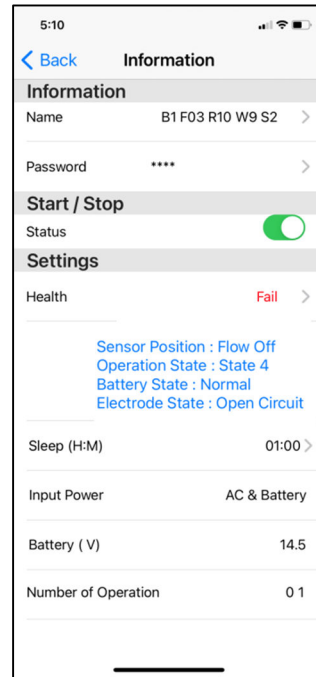 5:10
Back Information
Information
Name B1 F03 R10 W9 S2
Password ****
Start / Stop
Status
Settings
Health Fail
Sensor Position : Flow Off
Operation State : State 4
Battery State : Normal
Electrode State : Open Circuit
Sleep (H:M) 01:00
Input Power AC & Battery
Battery ( V) 14.5
Number of Operation 0 1